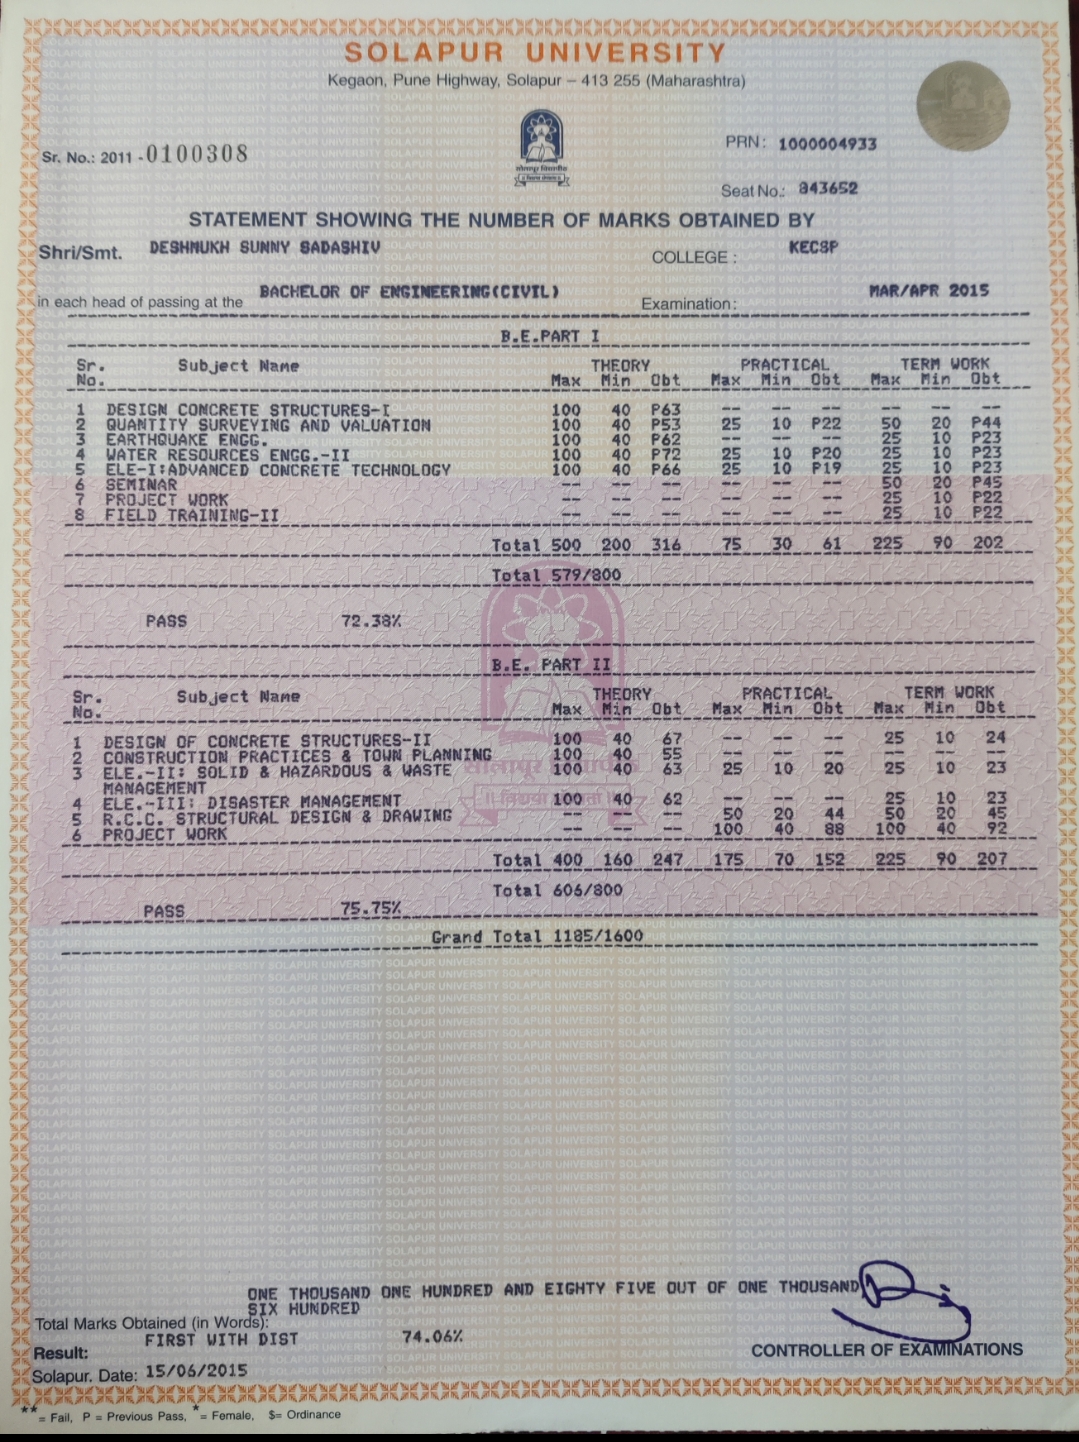 SOLAPUR UNIVERSITY
Kegaon, Pune Highway, Solapur – 413 255 (Maharashtra)
Sr. No.: 2011 - 0100308
PRN: 1000004933
सोलापूर विद्यापीठ
॥ विद्यया संपन्नता ॥
Seat No.: 843652
STATEMENT SHOWING THE NUMBER OF MARKS OBTAINED BY
Shri/Smt. DESHMUKH SUNNY SADASHIV COLLEGE : KECSP
in each head of passing at the BACHELOR OF ENGINEERING(CIVIL) Examination: MAR/APR 2015
B.E.PART I
Sr. Subject Name THEORY PRACTICAL TERM WORK
No. Max Min Obt Max Min Obt Max Min Obt
1 DESIGN CONCRETE STRUCTURES-I 100 40 P63 -- -- -- -- -- --
2 QUANTITY SURVEYING AND VALUATION 100 40 P53 25 10 P22 50 20 P44
3 EARTHQUAKE ENGG. 100 40 P62 -- -- -- 25 10 P23
4 WATER RESOURCES ENGG.-II 100 40 P72 25 10 P20 25 10 P23
5 ELE-I:ADVANCED CONCRETE TECHNOLOGY 100 40 P66 25 10 P19 25 10 P23
6 SEMINAR -- -- -- -- -- -- 50 20 P45
7 PROJECT WORK -- -- -- -- -- -- 25 10 P22
8 FIELD TRAINING-II -- -- -- -- -- -- 25 10 P22
Total 500 200 316 75 30 61 225 90 202
Total 579/800
PASS 72.38%
B.E. PART II
Sr. Subject Name THEORY PRACTICAL TERM WORK
No. Max Min Obt Max Min Obt Max Min Obt
1 DESIGN OF CONCRETE STRUCTURES-II 100 40 67 -- -- -- 25 10 24
2 CONSTRUCTION PRACTICES & TOWN PLANNING 100 40 55 -- -- -- -- -- --
3 ELE.-II: SOLID & HAZARDOUS & WASTE 100 40 63 25 10 20 25 10 23
MANAGEMENT
4 ELE.-III: DISASTER MANAGEMENT 100 40 62 -- -- -- 25 10 23
5 R.C.C. STRUCTURAL DESIGN & DRAWING -- -- -- 50 20 44 50 20 45
6 PROJECT WORK -- -- -- 100 40 88 100 40 92
Total 400 160 247 175 70 152 225 90 207
Total 606/800
PASS 75.75%
Grand Total 1185/1600
ONE THOUSAND ONE HUNDRED AND EIGHTY FIVE OUT OF ONE THOUSAND
SIX HUNDRED
Total Marks Obtained (in Words):
Result: FIRST WITH DIST 74.06%
CONTROLLER OF EXAMINATIONS
Solapur. Date: 15/06/2015
** = Fail, P = Previous Pass, * = Female, $= Ordinance